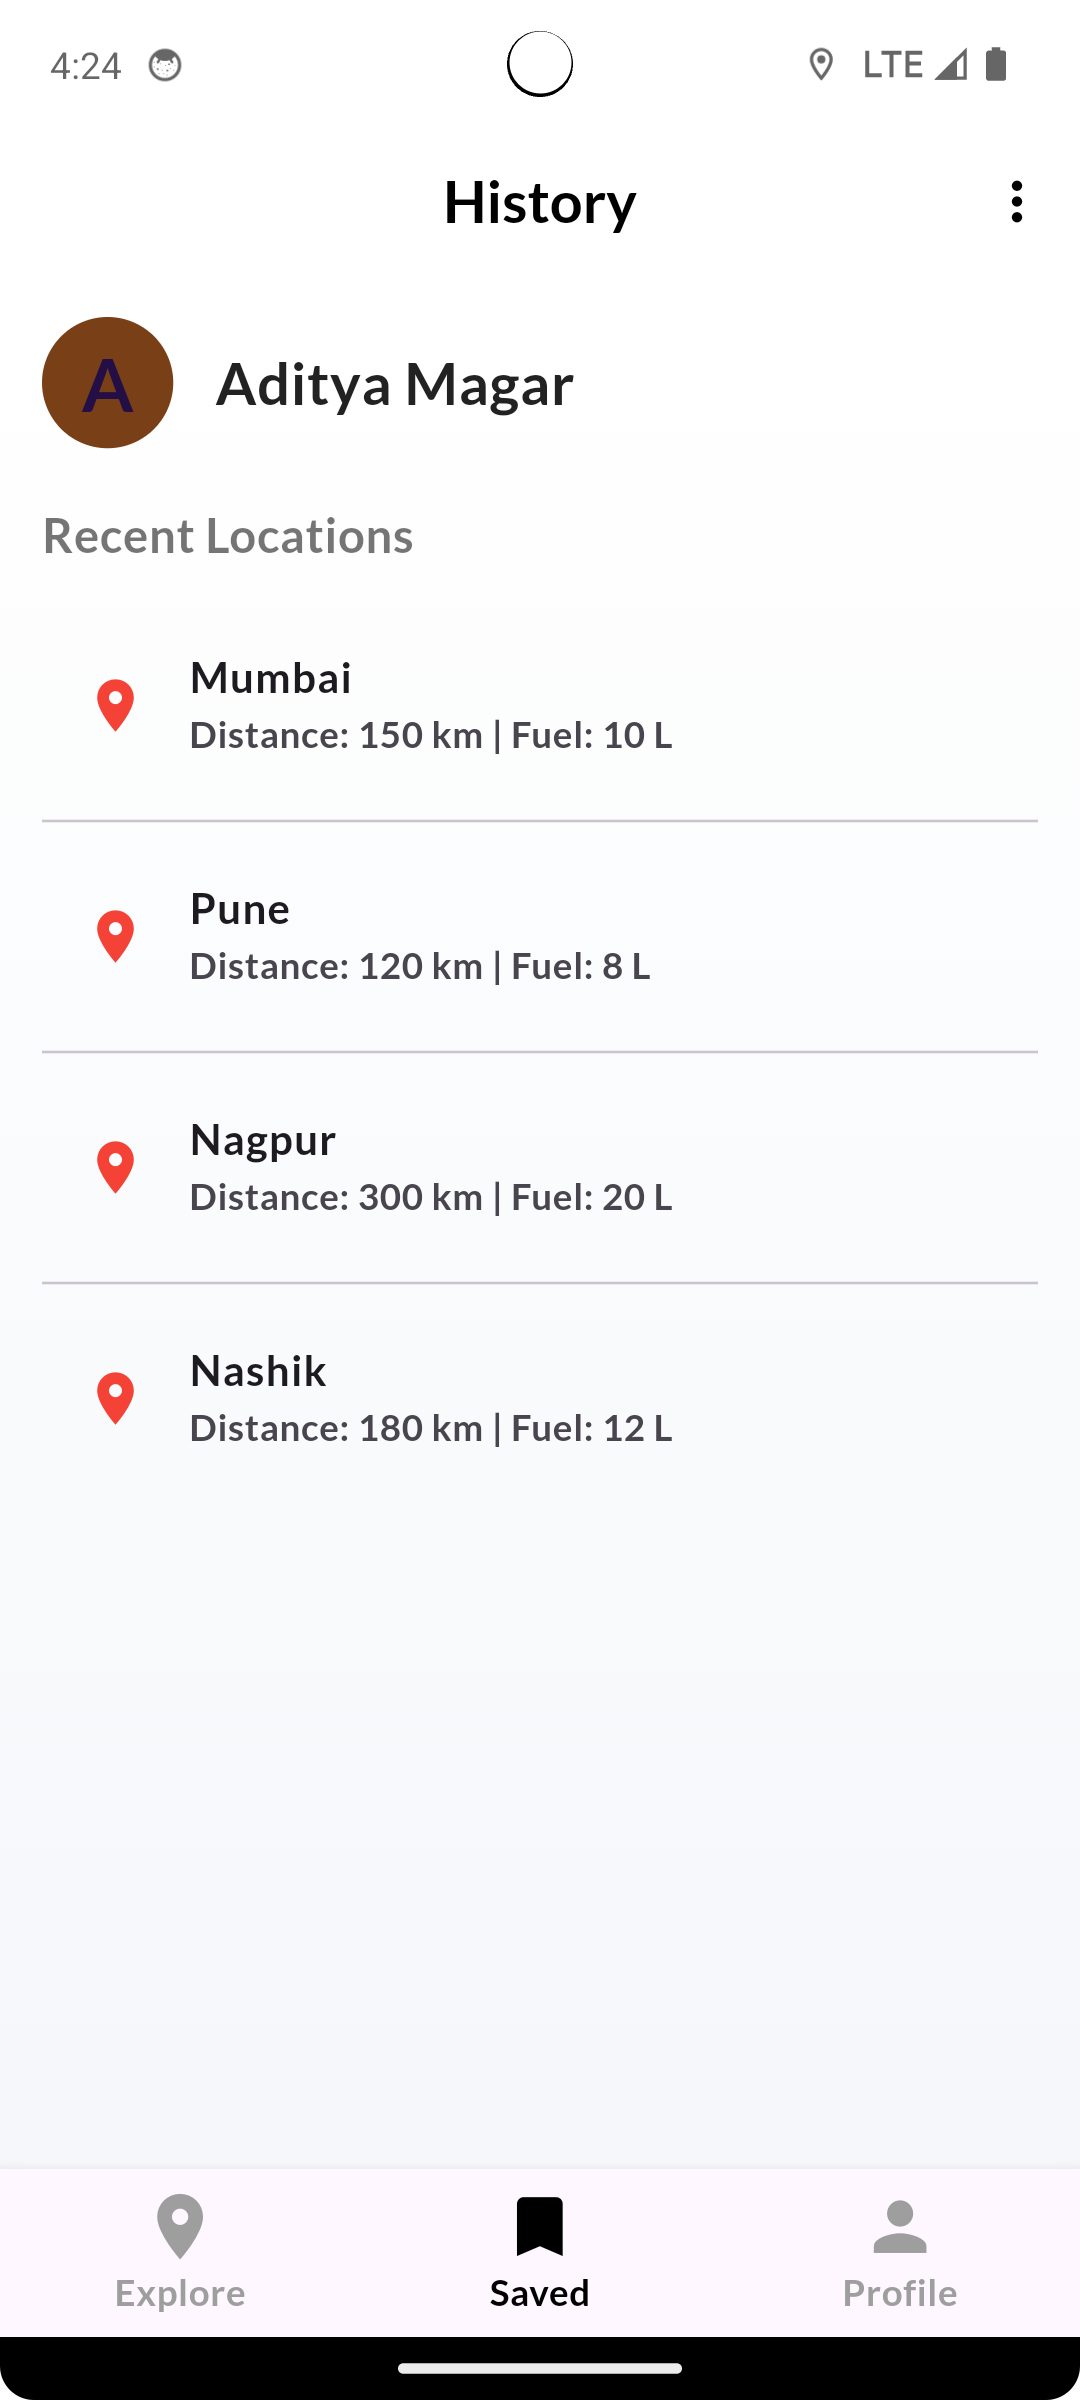 4:24
LTE
History
A
Aditya Magar
Recent Locations
Mumbai
Distance: 150 km | Fuel: 10 L
Pune
Distance: 120 km | Fuel: 8 L
Nagpur
Distance: 300 km | Fuel: 20 L
Nashik
Distance: 180 km | Fuel: 12 L
Explore
Saved
Profile